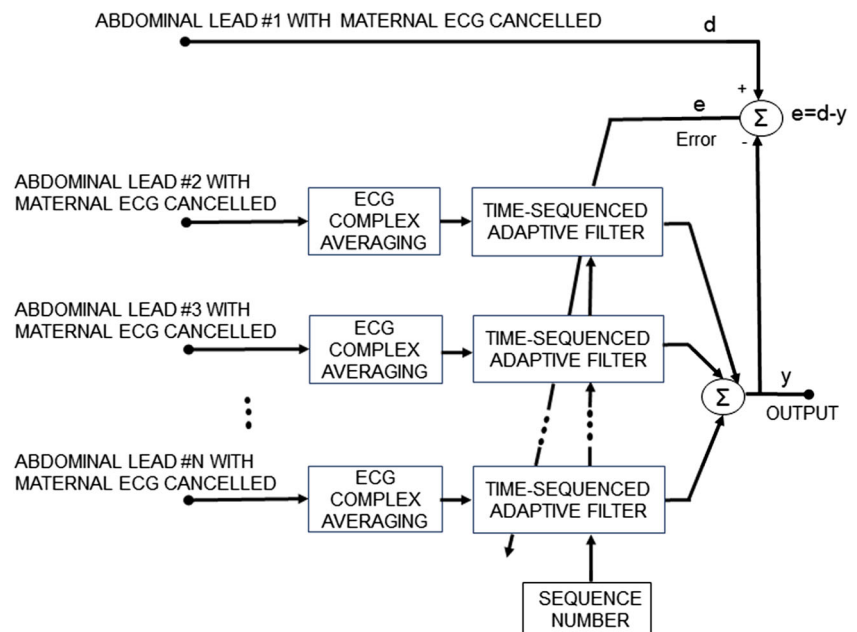 ABDOMINAL LEAD #1 WITH MATERNAL ECG CANCELLED
d
+
Σ
e=d-y
e
Error
-
ABDOMINAL LEAD #2 WITH
MATERNAL ECG CANCELLED
ECG
COMPLEX
AVERAGING
TIME-SEQUENCED
ADAPTIVE FILTER
ABDOMINAL LEAD #3 WITH
MATERNAL ECG CANCELLED
ECG
COMPLEX
AVERAGING
TIME-SEQUENCED
ADAPTIVE FILTER
Σ
y
OUTPUT
ABDOMINAL LEAD #N WITH
MATERNAL ECG CANCELLED
ECG
COMPLEX
AVERAGING
TIME-SEQUENCED
ADAPTIVE FILTER
SEQUENCE
NUMBER